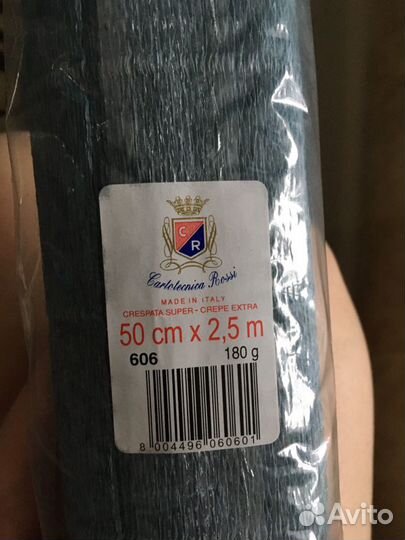 C
R
Cartotecnica Rossi
MADE IN ITALY
CRESPATA SUPER - CREPE EXTRA
50 cm x 2,5 m
606 180 g
8 004496 060601
Avito